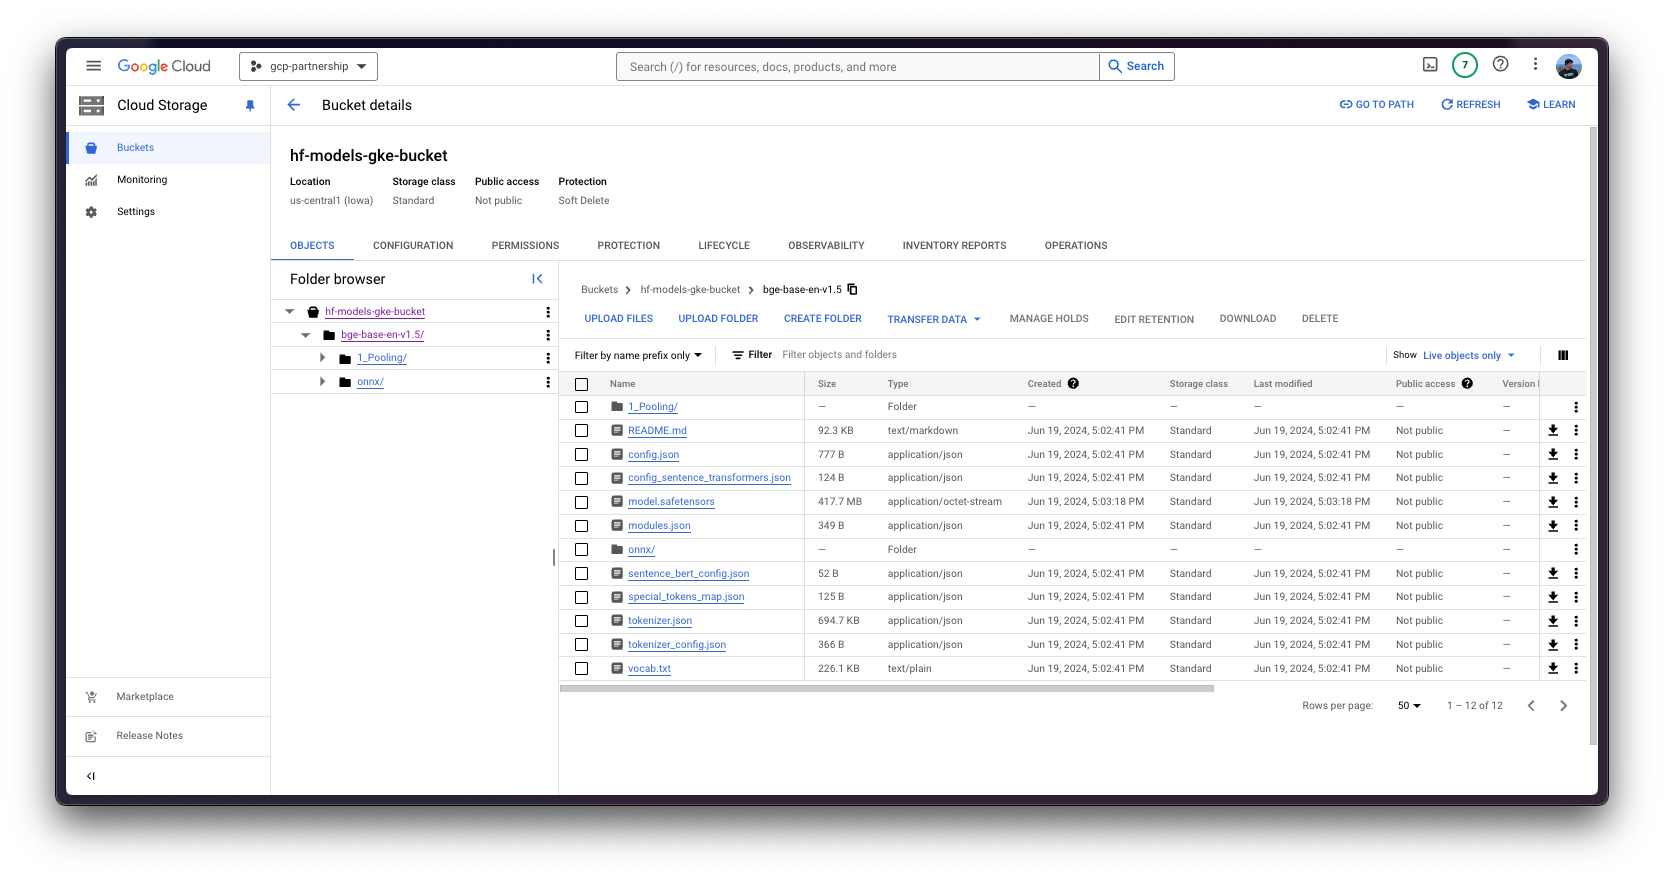 Google Cloud
gcp-partnership
Search (/) for resources, docs, products, and more
Search
7
Cloud Storage
Bucket details
GO TO PATH
REFRESH
LEARN
Buckets
Monitoring
Settings
hf-models-gke-bucket
Location Storage class Public access Protection
us-central1 (Iowa) Standard Not public Soft Delete
OBJECTS CONFIGURATION PERMISSIONS PROTECTION LIFECYCLE OBSERVABILITY INVENTORY REPORTS OPERATIONS
Folder browser
hf-models-gke-bucket
bge-base-en-v1.5/
1_Pooling/
onnx/
Buckets > hf-models-gke-bucket > bge-base-en-v1.5
UPLOAD FILES UPLOAD FOLDER CREATE FOLDER TRANSFER DATA MANAGE HOLDS EDIT RETENTION DOWNLOAD DELETE
Filter by name prefix only Filter Filter objects and folders Show Live objects only
Name Size Type Created Storage class Last modified Public access Version
1_Pooling/ — Folder — — — — —
README.md 92.3 KB text/markdown Jun 19, 2024, 5:02:41 PM Standard Jun 19, 2024, 5:02:41 PM Not public —
config.json 777 B application/json Jun 19, 2024, 5:02:41 PM Standard Jun 19, 2024, 5:02:41 PM Not public —
config_sentence_transformers.json 124 B application/json Jun 19, 2024, 5:02:41 PM Standard Jun 19, 2024, 5:02:41 PM Not public —
model.safetensors 417.7 MB application/octet-stream Jun 19, 2024, 5:03:18 PM Standard Jun 19, 2024, 5:03:18 PM Not public —
modules.json 349 B application/json Jun 19, 2024, 5:02:41 PM Standard Jun 19, 2024, 5:02:41 PM Not public —
onnx/ — Folder — — — — —
sentence_bert_config.json 52 B application/json Jun 19, 2024, 5:02:41 PM Standard Jun 19, 2024, 5:02:41 PM Not public —
special_tokens_map.json 125 B application/json Jun 19, 2024, 5:02:41 PM Standard Jun 19, 2024, 5:02:41 PM Not public —
tokenizer.json 694.7 KB application/json Jun 19, 2024, 5:02:41 PM Standard Jun 19, 2024, 5:02:41 PM Not public —
tokenizer_config.json 366 B application/json Jun 19, 2024, 5:02:41 PM Standard Jun 19, 2024, 5:02:41 PM Not public —
vocab.txt 226.1 KB text/plain Jun 19, 2024, 5:02:41 PM Standard Jun 19, 2024, 5:02:41 PM Not public —
Rows per page: 50 1 – 12 of 12
Marketplace
Release Notes